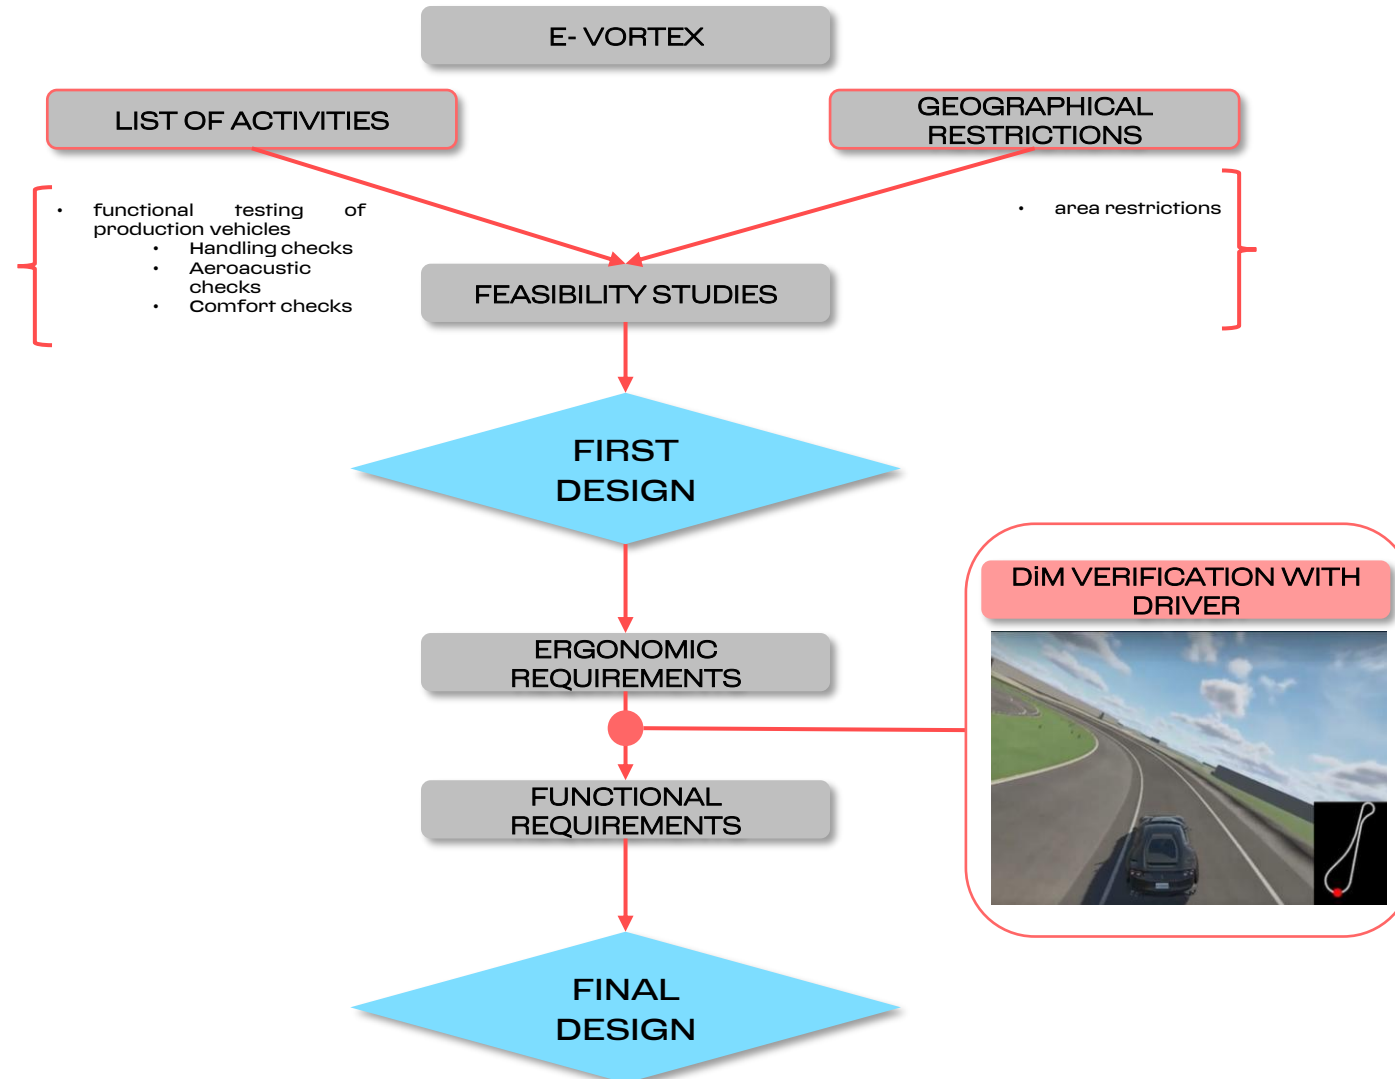 E- VORTEX
LIST OF ACTIVITIES
GEOGRAPHICAL
RESTRICTIONS
• functional testing of
production vehicles
• Handling checks
• Aeroacustic
checks
• Comfort checks
• area restrictions
FEASIBILITY STUDIES
FIRST
DESIGN
DiM VERIFICATION WITH
DRIVER
ERGONOMIC
REQUIREMENTS
FUNCTIONAL
REQUIREMENTS
FINAL
DESIGN